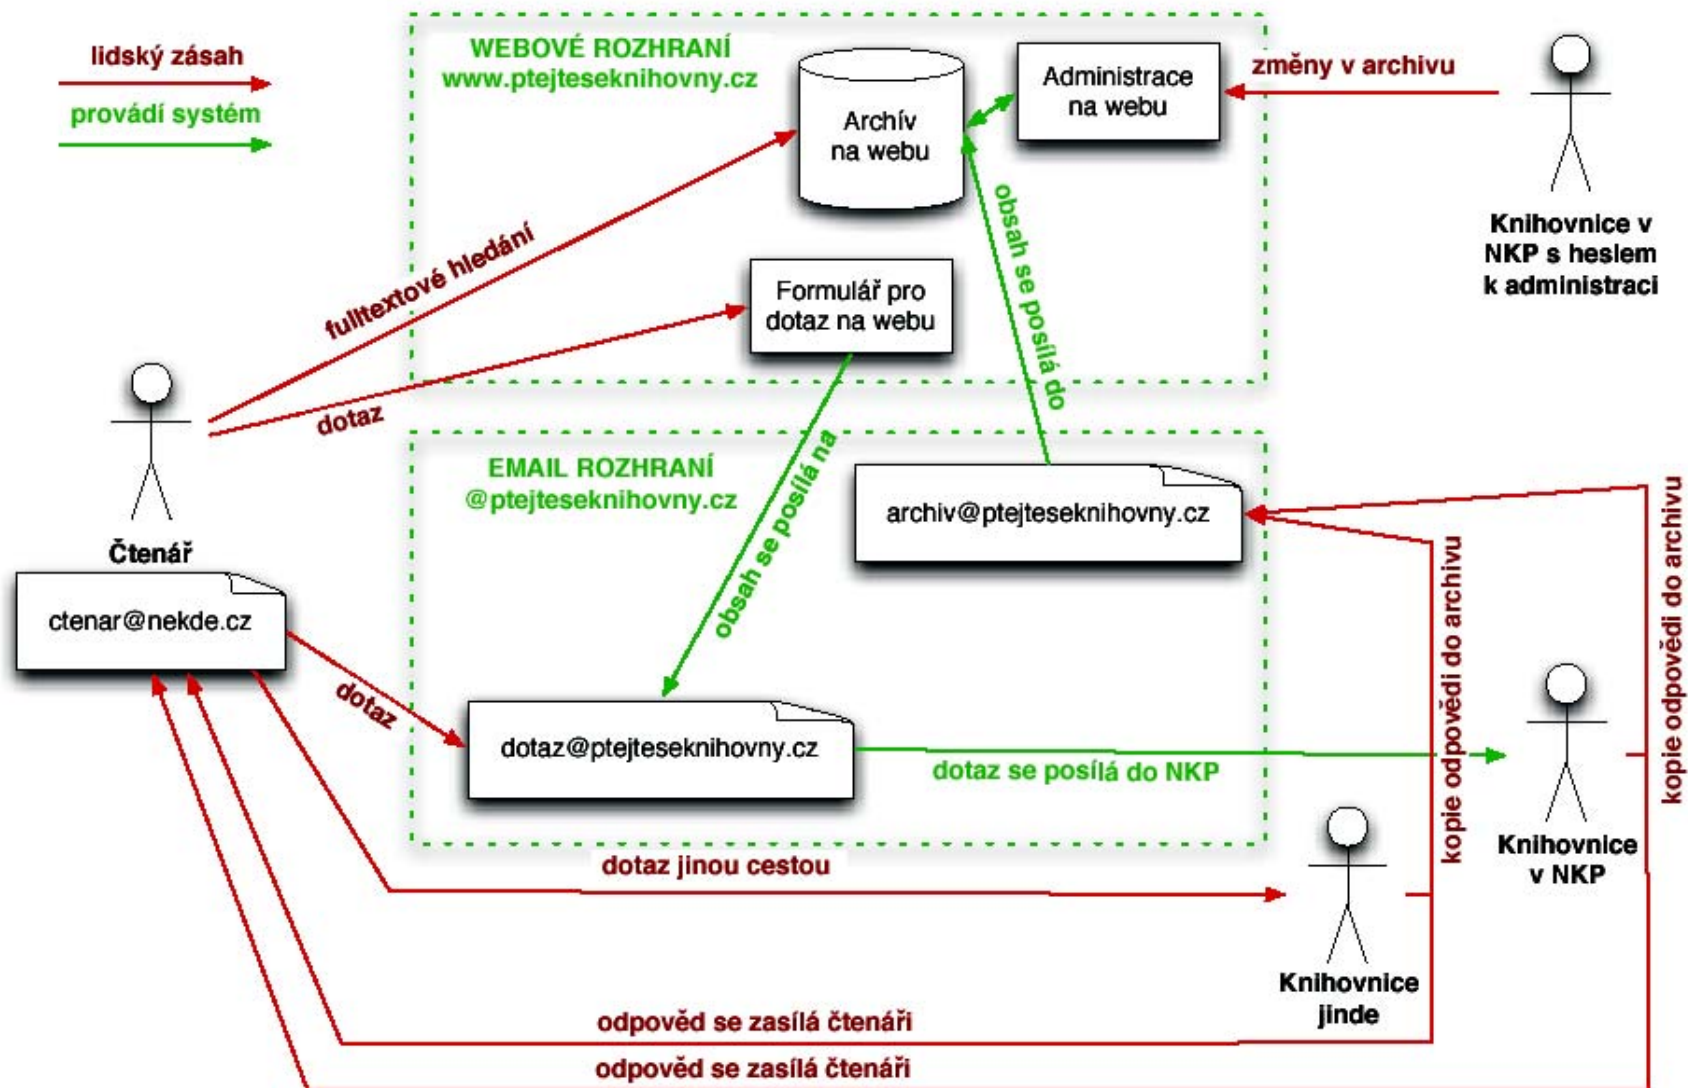 lidský zásah
provádí systém
WEBOVÉ ROZHRANÍ
www.ptejteseknihovny.cz
Archív
na webu
Administrace
na webu
změny v archivu
Knihovnice v
NKP s heslem
k administraci
fulltextové hledání
Formulář pro
dotaz na webu
obsah se posílá do
dotaz
Čtenář
ctenar@nekde.cz
EMAIL ROZHRANÍ
@ptejteseknihovny.cz
obsah se posílá na
archiv@ptejteseknihovny.cz
dotaz
dotaz@ptejteseknihovny.cz
dotaz se posílá do NKP
kopie odpovědi do archivu
kopie odpovědi do archivu
Knihovnice
v NKP
dotaz jinou cestou
Knihovnice
jinde
odpověd se zasílá čtenáři
odpověd se zasílá čtenáři